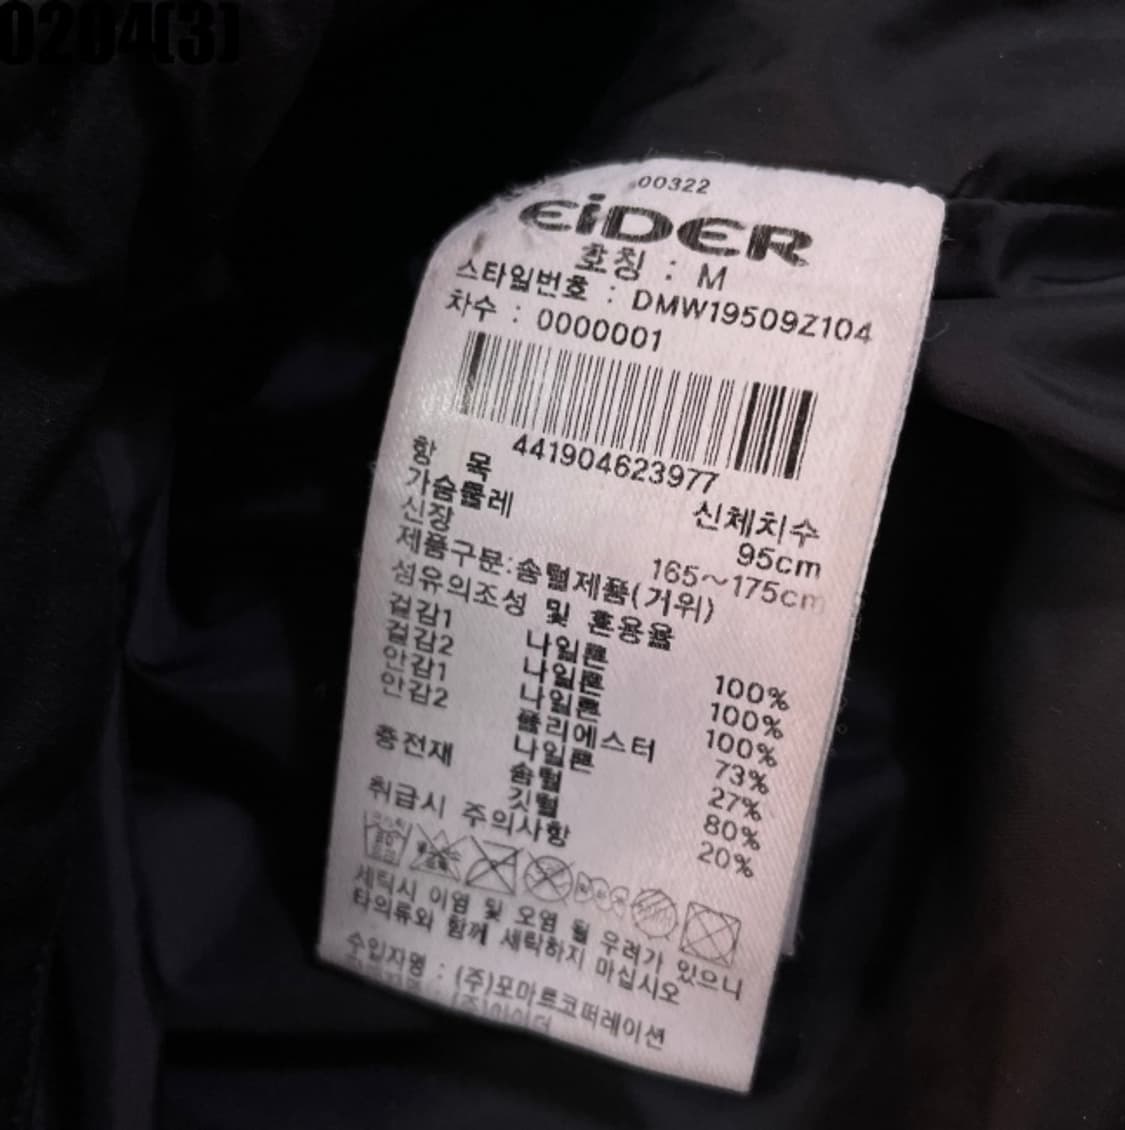 0204(3)
00322
EiDER
호칭 : M
스타일번호 : DMW19509Z104
차수 : 0000001
441904623977
항 목 신체치수
가슴둘레 95cm
신장 165~175cm
제품구분:솜털제품(거위)
섬유의조성 및 혼용율
겉감1 나일론 100%
겉감2 나일론 100%
안감1 나일론 100%
안감2 폴리에스터 73%
나일론 27%
충전재 솜털 80%
깃털 20%
취급시 주의사항
세탁시 이염 및 오염 될 우려가 있으니
타의류와 함께 세탁하지 마십시오
수입자명 : (주)모마르코퍼레이션
(주)아이더